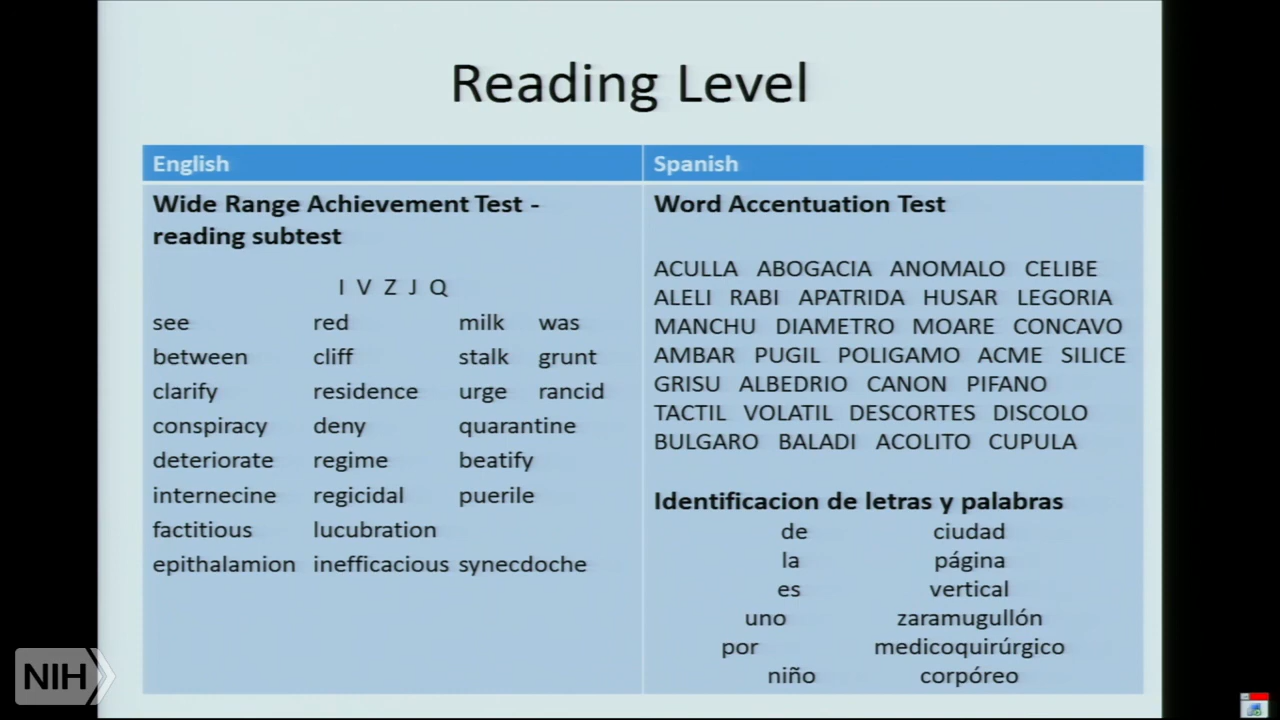 Reading Level
English
Spanish
Wide Range Achievement Test -
reading subtest
I V Z J Q
see red milk was
between cliff stalk grunt
clarify residence urge rancid
conspiracy deny quarantine
deteriorate regime beatify
internecine regicidal puerile
factitious lucubration
epithalamion inefficacious synecdoche
Word Accentuation Test
ACULLA ABOGACIA ANOMALO CELIBE
ALELI RABI APATRIDA HUSAR LEGORIA
MANCHU DIAMETRO MOARE CONCAVO
AMBAR PUGIL POLIGAMO ACME SILICE
GRISU ALBEDRIO CANON PIFANO
TACTIL VOLATIL DESCORTES DISCOLO
BULGARO BALADI ACOLITO CUPULA
Identificacion de letras y palabras
de ciudad
la página
es vertical
uno zaramugullón
por medicoquirúrgico
niño corpóreo
NIH